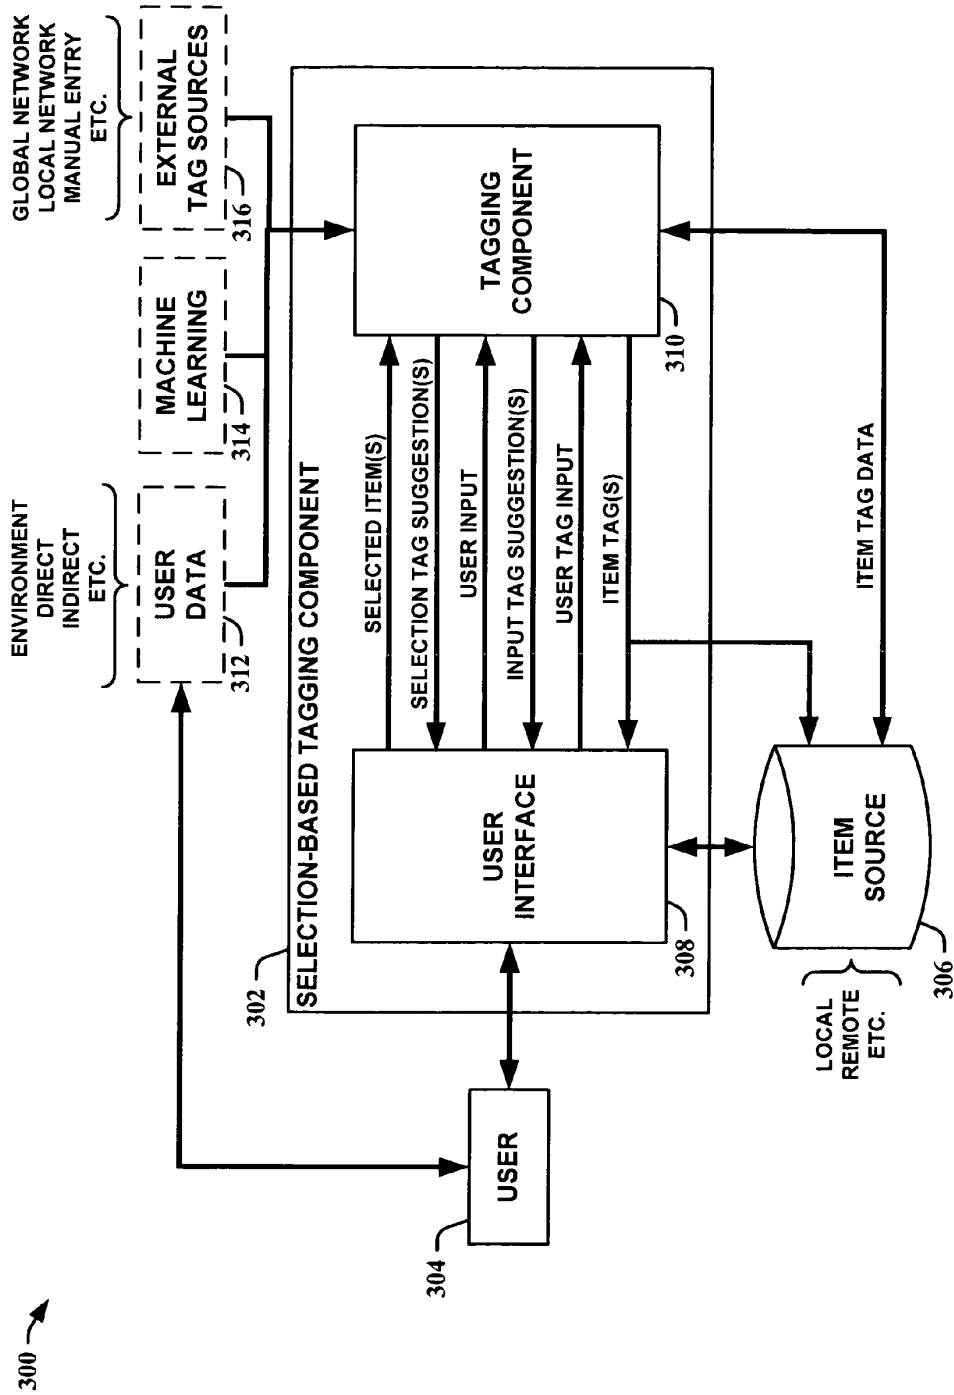 300
ENVIRONMENT
DIRECT
INDIRECT
ETC.
GLOBAL NETWORK
LOCAL NETWORK
MANUAL ENTRY
ETC.
USER
DATA
312
MACHINE
LEARNING
314
EXTERNAL
TAG SOURCES
316
302
SELECTION-BASED TAGGING COMPONENT
304
USER
USER
INTERFACE
308
SELECTED ITEM(S)
SELECTION TAG SUGGESTION(S)
USER INPUT
INPUT TAG SUGGESTION(S)
USER TAG INPUT
ITEM TAG(S)
TAGGING
COMPONENT
310
LOCAL
REMOTE
ETC.
ITEM
SOURCE
306
ITEM TAG DATA